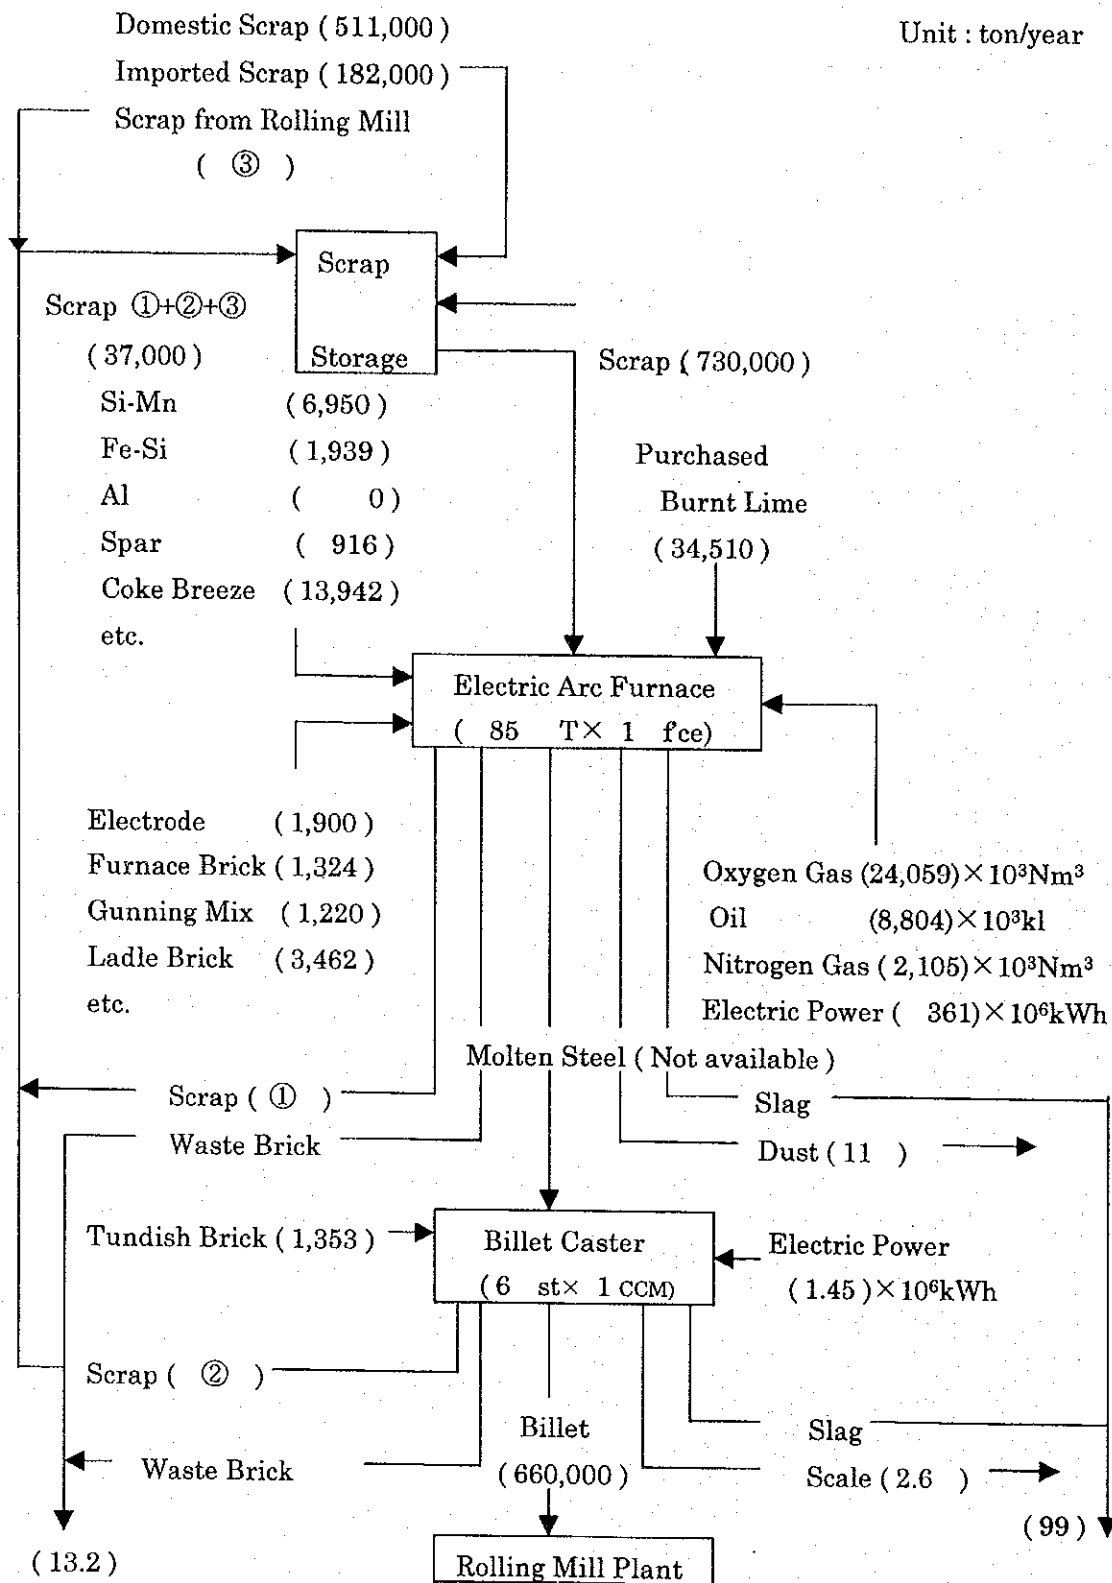 Domestic Scrap ( 511,000 )
Unit : ton/year
Imported Scrap ( 182,000 )
Scrap from Rolling Mill
( ③ )
Scrap
Storage
Scrap ①+②+③
( 37,000 )
Scrap ( 730,000 )
Si-Mn ( 6,950 )
Fe-Si ( 1,939 )
Al ( 0 )
Spar ( 916 )
Coke Breeze ( 13,942 )
etc.
Purchased
Burnt Lime
( 34,510 )
Electric Arc Furnace
( 85 T× 1 f'ce)
Electrode ( 1,900 )
Furnace Brick ( 1,324 )
Gunning Mix ( 1,220 )
Ladle Brick ( 3,462 )
etc.
Oxygen Gas (24,059)×10³Nm³
Oil (8,804)×10³kl
Nitrogen Gas ( 2,105)×10³Nm³
Electric Power ( 361)×10⁶kWh
Molten Steel ( Not available )
Scrap ( ① )
Slag
Waste Brick
Dust ( 11 )
Tundish Brick ( 1,353 )
Billet Caster
(6 st× 1 CCM)
Electric Power
( 1.45 )×10⁶kWh
Scrap ( ② )
Billet
( 660,000 )
Slag
Waste Brick
Scale ( 2.6 )
( 13.2 )
Rolling Mill Plant
( 99 )